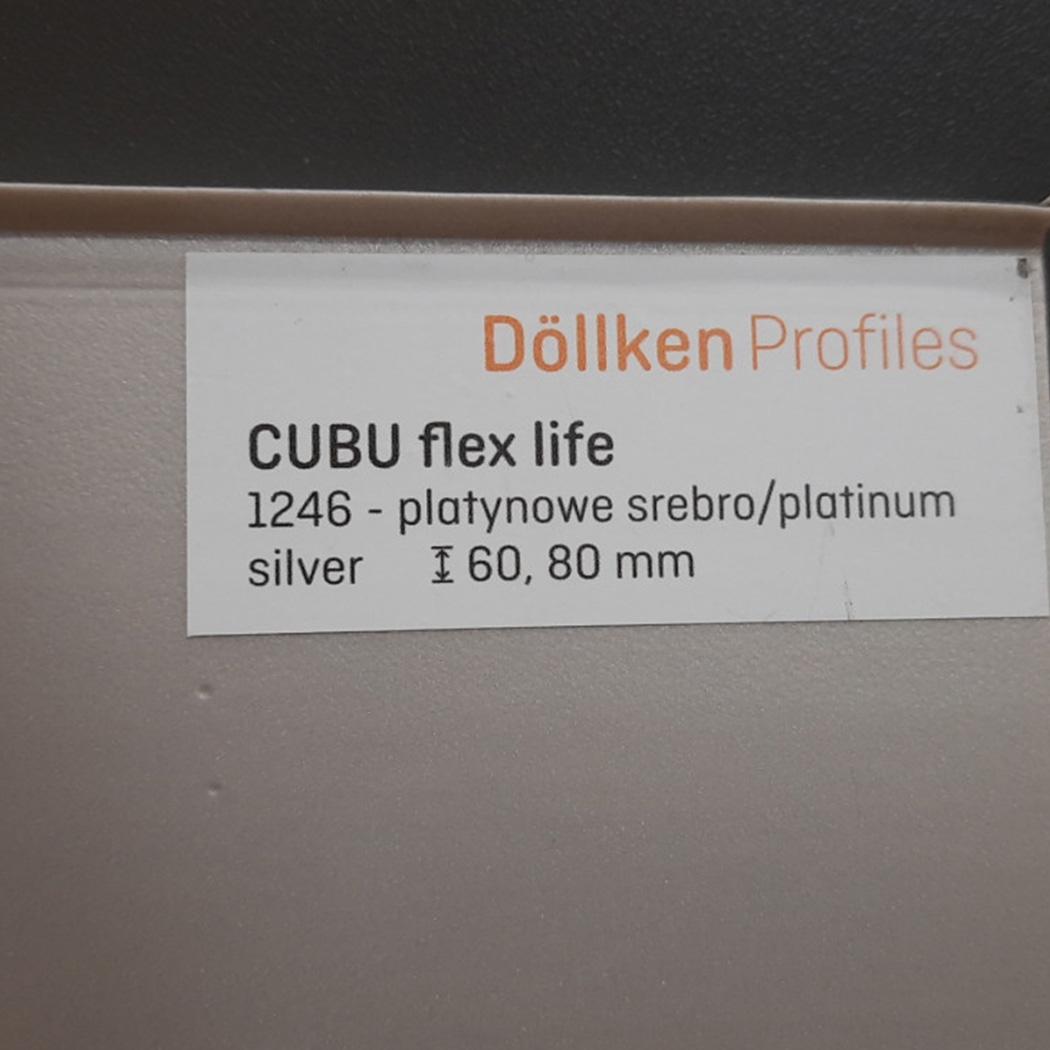 Döllken Profiles
CUBU flex life
1246 - platynowe srebro/platinum
silver ↕ 60, 80 mm